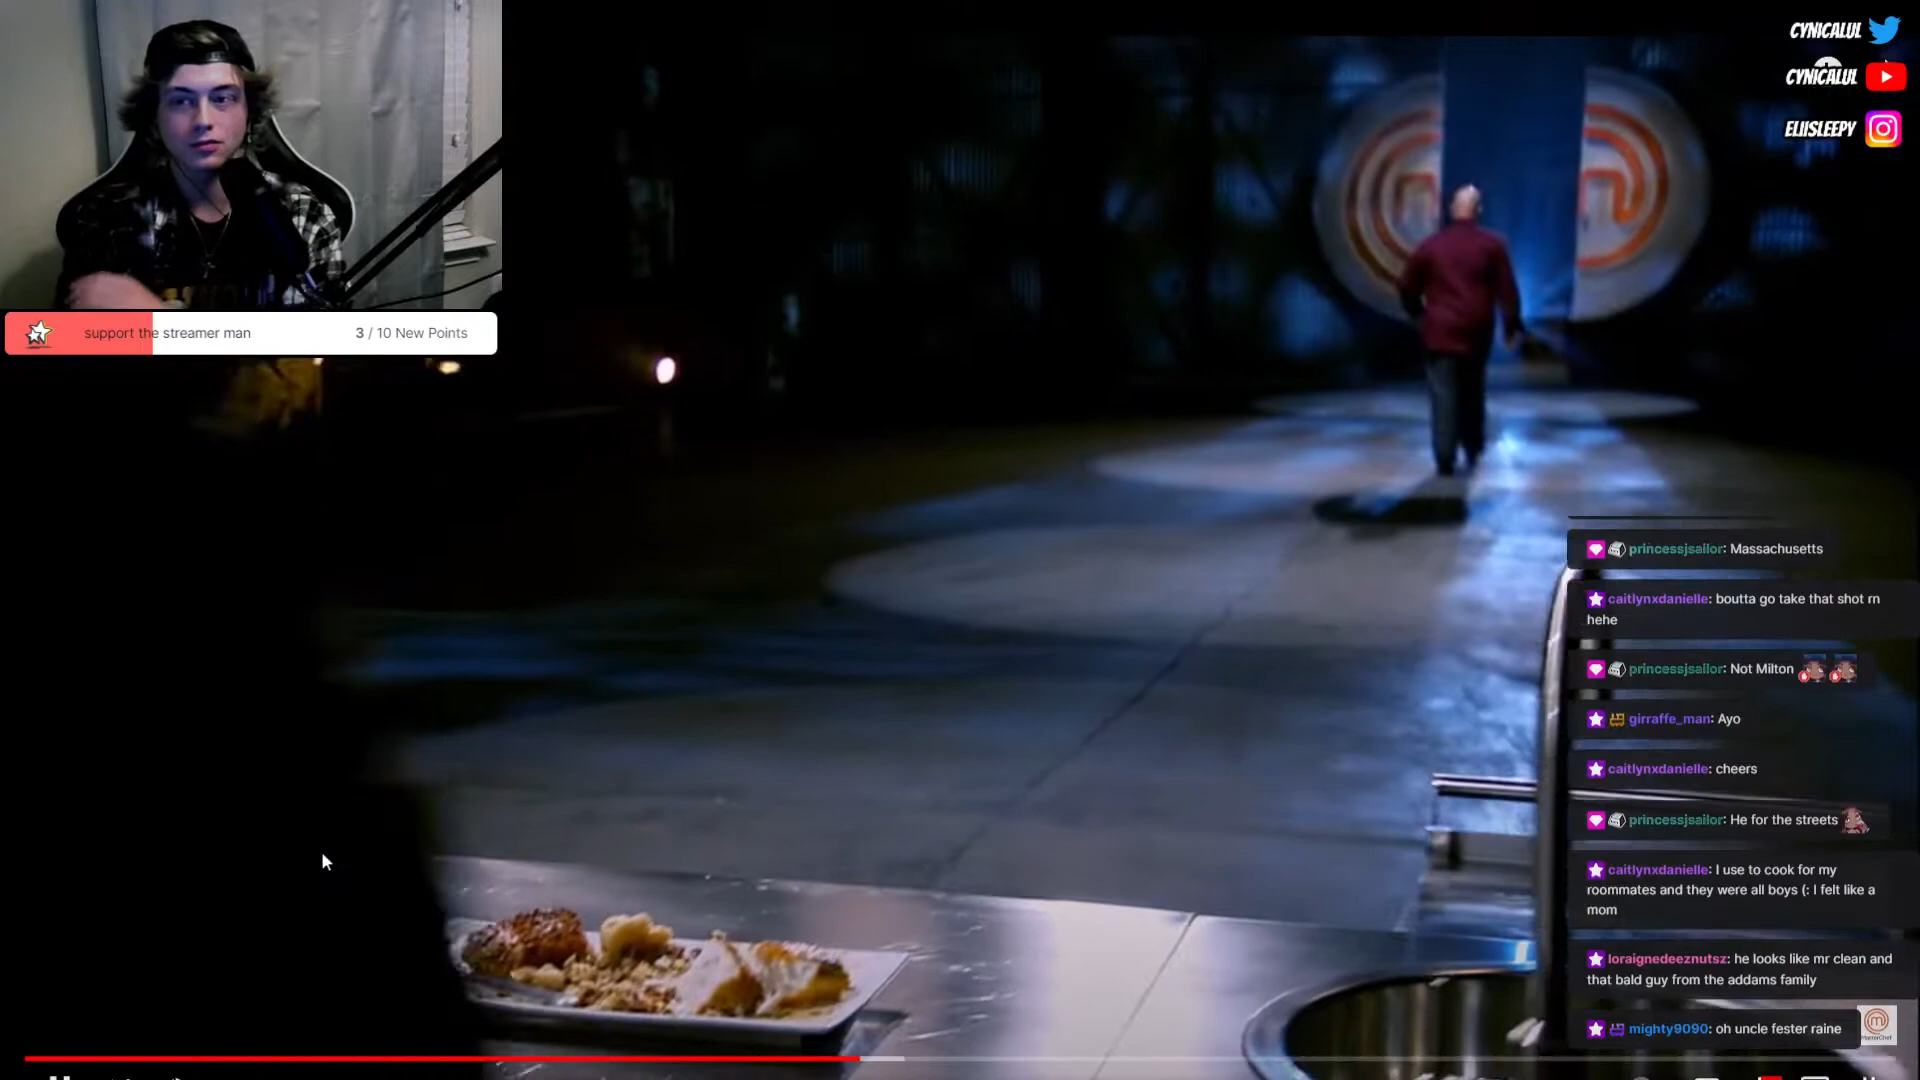 CYNICALUL
CYNICALUL
ELIISLEEPY
support the streamer man 3 / 10 New Points
princessjsailor: Massachusetts
caitlynxdanielle: boutta go take that shot rn
hehe
princessjsailor: Not Milton
girraffe_man: Ayo
caitlynxdanielle: cheers
princessjsailor: He for the streets
caitlynxdanielle: I use to cook for my
roommates and they were all boys (: I felt like a
mom
loraignedeeznutsz: he looks like mr clean and
that bald guy from the addams family
mighty9090: oh uncle fester raine
MasterChef